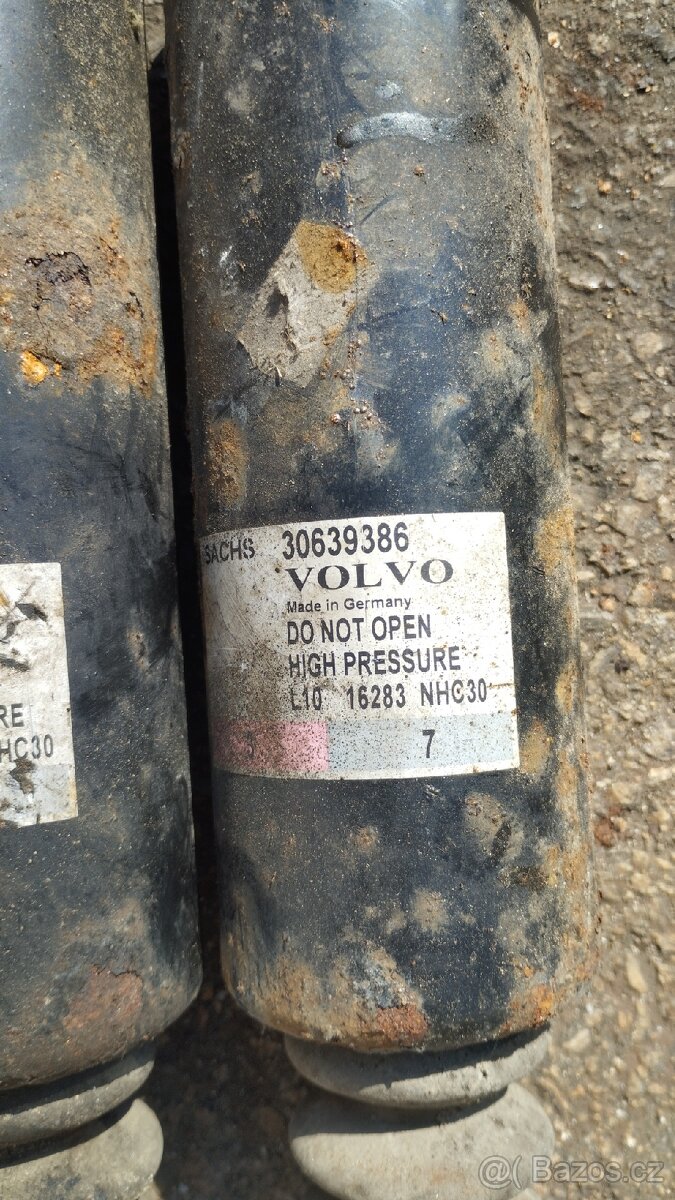 SACHS 30639386
VOLVO
Made in Germany
DO NOT OPEN
HIGH PRESSURE
L10 16283 NHC30
5 7
RE
HC30
@( Bazos.cz